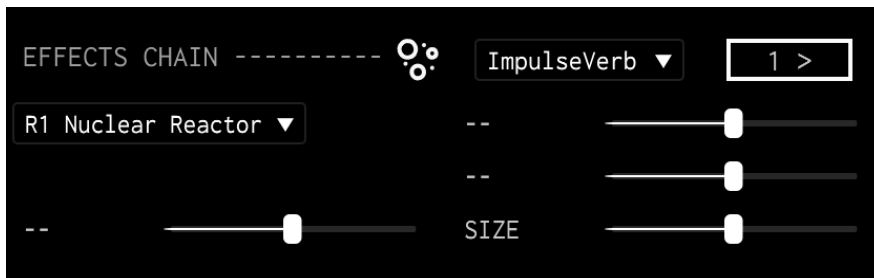 EFFECTS CHAIN ---------- ImpulseVerb ▼ 1 >
R1 Nuclear Reactor ▼ --
--
-- SIZE